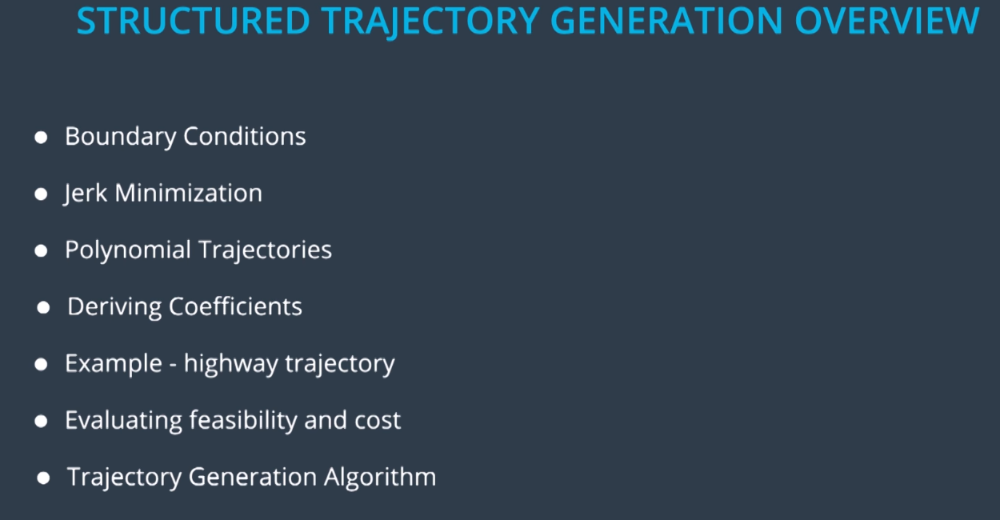 STRUCTURED TRAJECTORY GENERATION OVERVIEW
● Boundary Conditions
● Jerk Minimization
● Polynomial Trajectories
● Deriving Coefficients
● Example - highway trajectory
● Evaluating feasibility and cost
● Trajectory Generation Algorithm